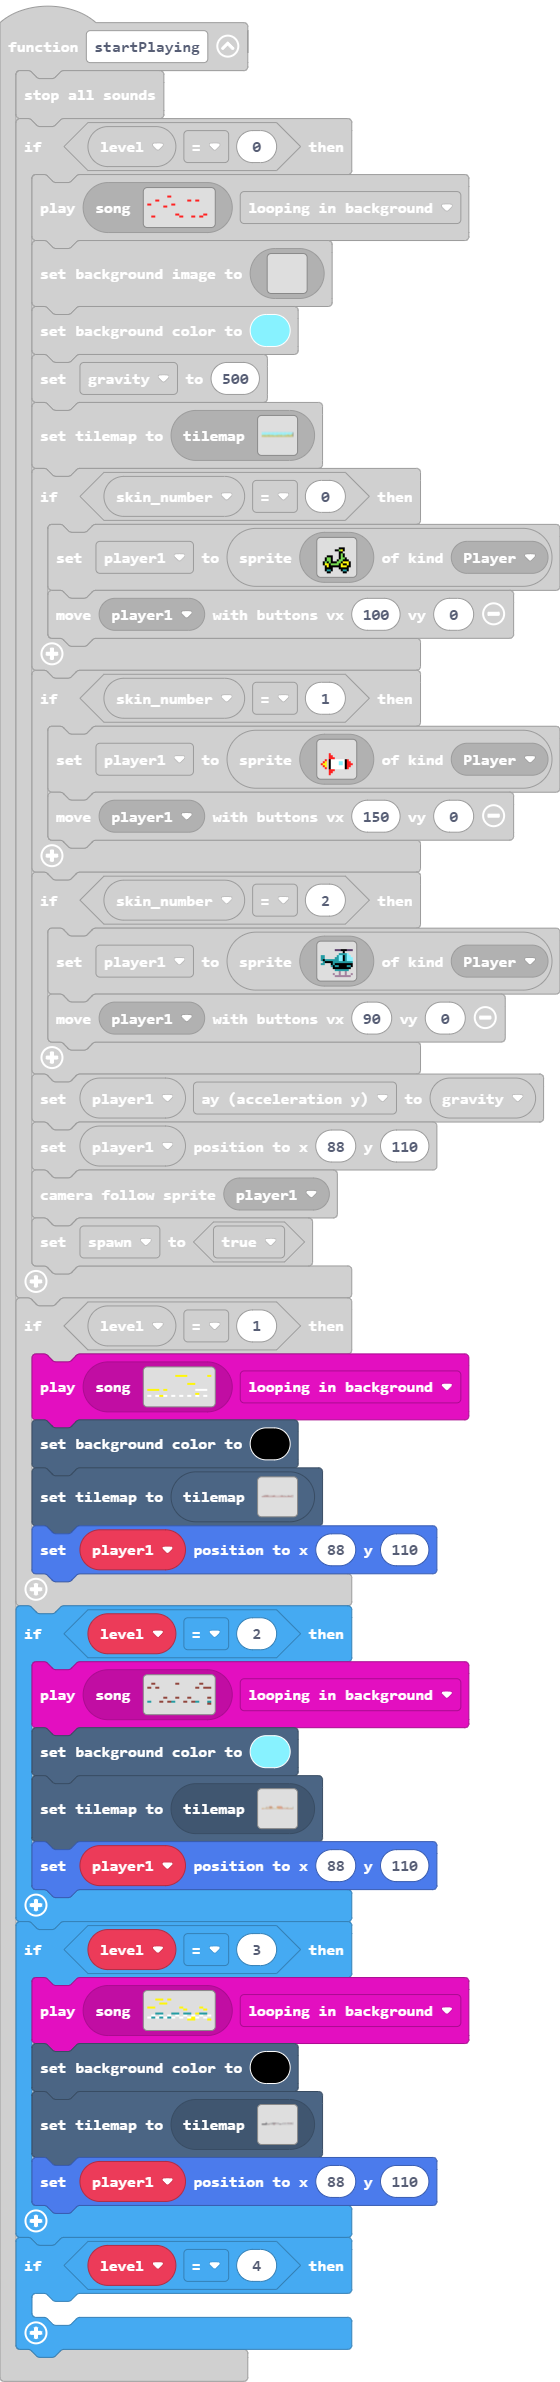 function startPlaying
stop all sounds
if level = 0 then
play song looping in background
set background image to
set background color to
set gravity to 500
set tilemap to tilemap
if skin_number = 0 then
set player1 to sprite of kind Player
move player1 with buttons vx 100 vy 0
if skin_number = 1 then
set player1 to sprite of kind Player
move player1 with buttons vx 150 vy 0
if skin_number = 2 then
set player1 to sprite of kind Player
move player1 with buttons vx 90 vy 0
set player1 ay (acceleration y) to gravity
set player1 position to x 88 y 110
camera follow sprite player1
set spawn to true
if level = 1 then
play song looping in background
set background color to
set tilemap to tilemap
set player1 position to x 88 y 110
if level = 2 then
play song looping in background
set background color to
set tilemap to tilemap
set player1 position to x 88 y 110
if level = 3 then
play song looping in background
set background color to
set tilemap to tilemap
set player1 position to x 88 y 110
if level = 4 then